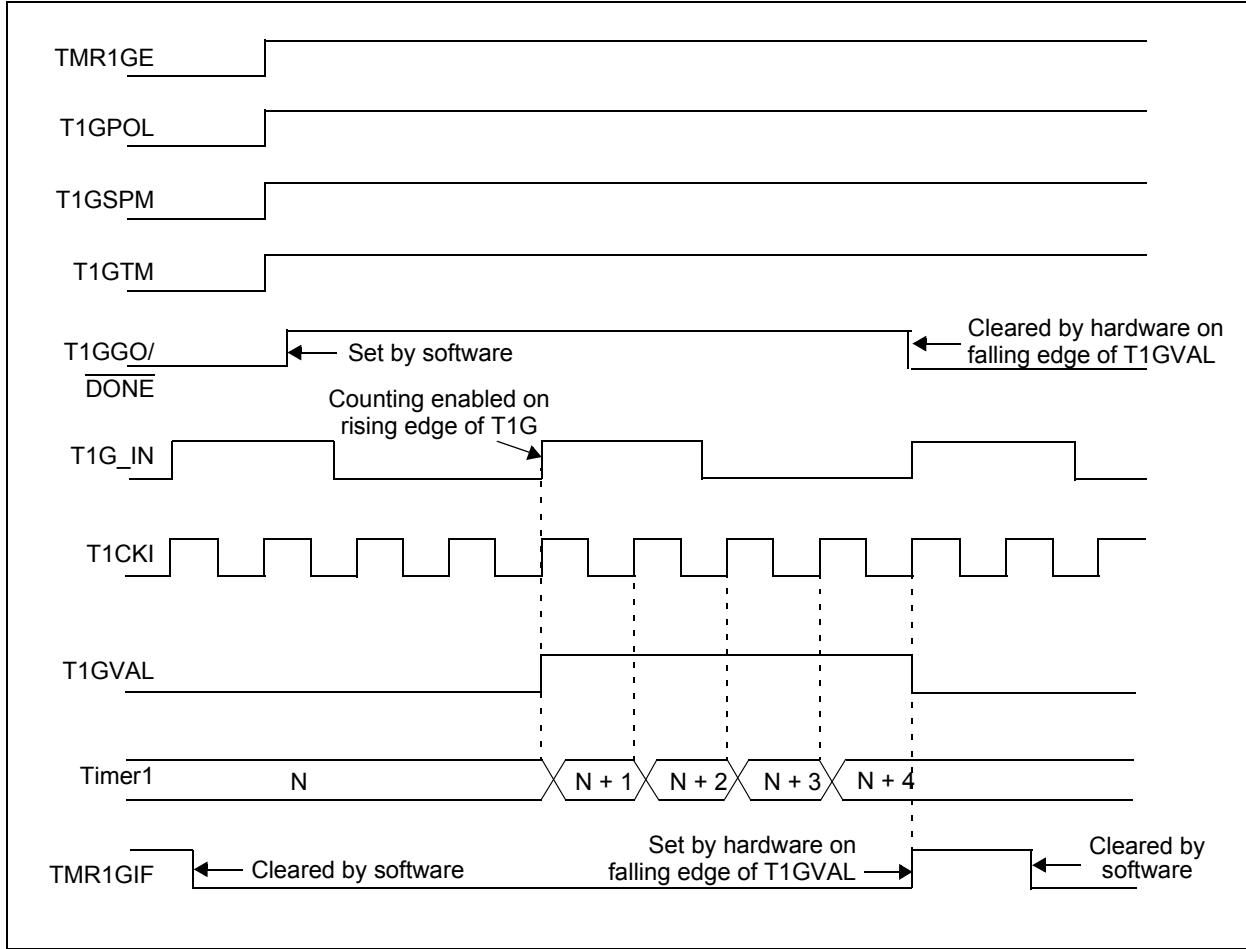 TMR1GE
T1GPOL
T1GSPM
T1GTM
T1GGO/
DONE
Set by software
Cleared by hardware on
falling edge of T1GVAL
Counting enabled on
rising edge of T1G
T1G_IN
T1CKI
T1GVAL
Timer1
N
N + 1
N + 2
N + 3
N + 4
TMR1GIF
Cleared by software
Set by hardware on
falling edge of T1GVAL
Cleared by
software